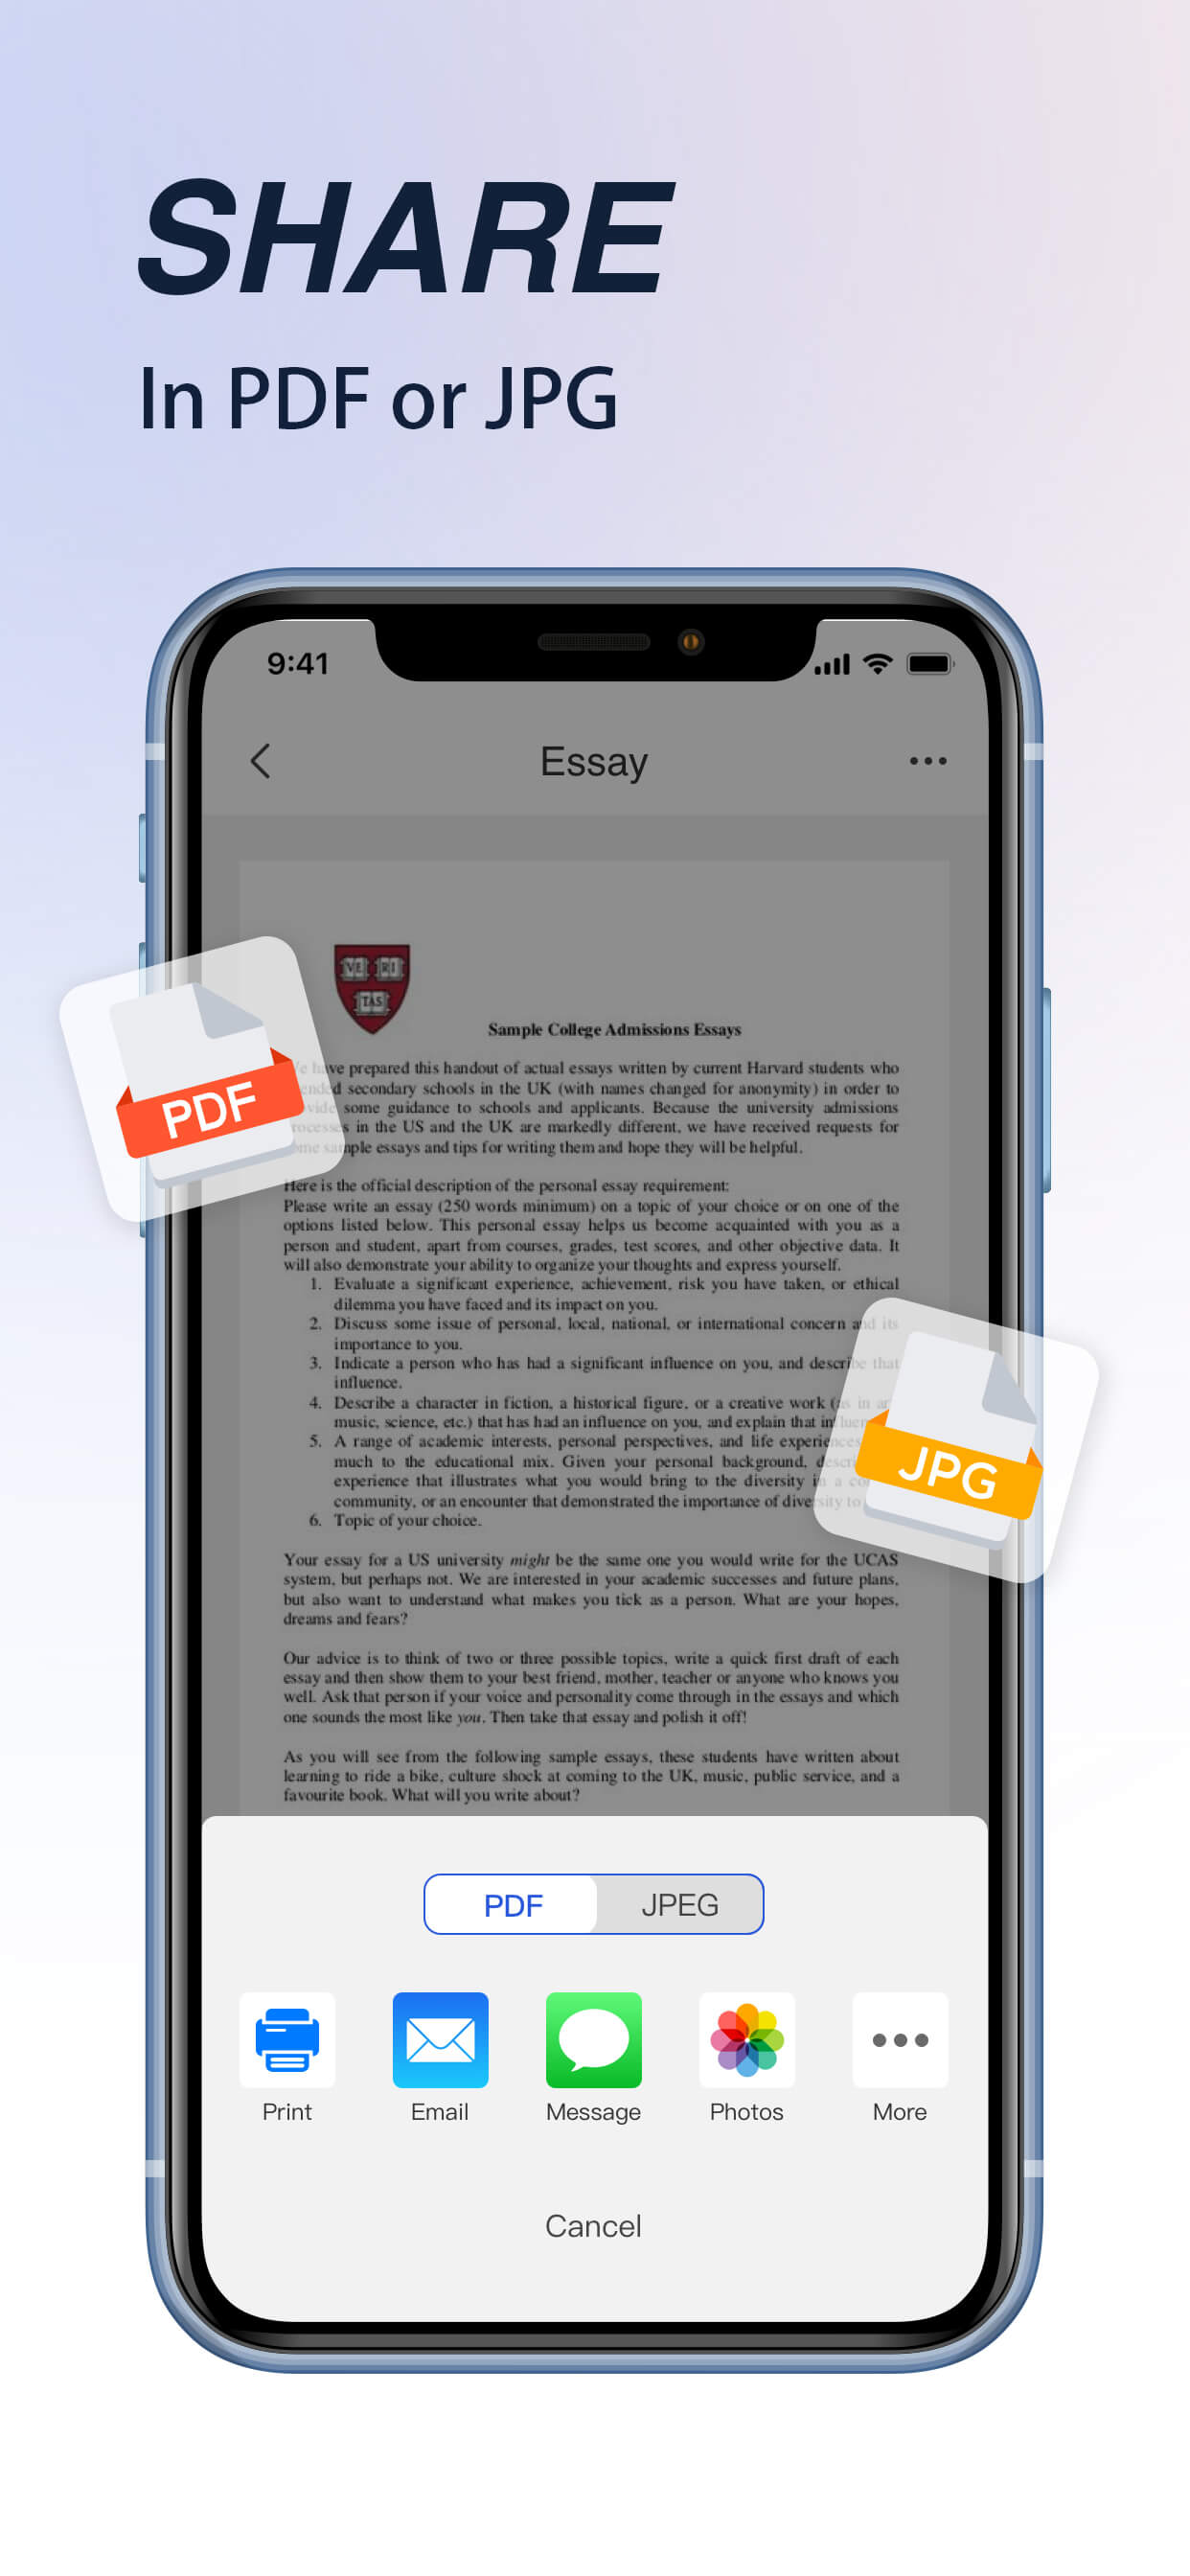 SHARE
In PDF or JPG
9:41
Essay
VE RI
TAS
Sample College Admissions Essays
have prepared this handout of actual essays written by current Harvard students who
secondary schools in the UK (with names changed for anonymity) in order to
some guidance to schools and applicants. Because the university admissions
in the US and the UK are markedly different, we have received requests for
sample essays and tips for writing them and hope they will be helpful.
PDF
Here is the official description of the personal essay requirement:
Please write an essay (250 words minimum) on a topic of your choice or on one of the
options listed below. This personal essay helps us become acquainted with you as a
person and student, apart from courses, grades, test scores, and other objective data. It
will also demonstrate your ability to organize your thoughts and express yourself.
1. Evaluate a significant experience, achievement, risk you have taken, or ethical
dilemma you have faced and its impact on you.
2. Discuss some issue of personal, local, national, or international concern and its
importance to you.
3. Indicate a person who has had a significant influence on you, and describe that
influence.
4. Describe a character in fiction, a historical figure, or a creative work (as in
music, science, etc.) that has had an influence on you, and explain that
5. A range of academic interests, personal perspectives, and life
much to the educational mix. Given your personal background,
experience that illustrates what you would bring to the diversity in a
community, or an encounter that demonstrated the importance of diversity to
6. Topic of your choice.
JPG
Your essay for a US university might be the same one you would write for the UCAS
system, but perhaps not. We are interested in your academic successes and future plans,
but also want to understand what makes you tick as a person. What are your hopes,
dreams and fears?
Our advice is to think of two or three possible topics, write a quick first draft of each
essay and then show them to your best friend, mother, teacher or anyone who knows you
well. Ask that person if your voice and personality come through in the essays and which
one sounds the most like you. Then take that essay and polish it off!
As you will see from the following sample essays, these students have written about
learning to ride a bike, culture shock at coming to the UK, music, public service, and a
favourite book. What will you write about?
PDF JPEG
Print Email Message Photos More
Cancel